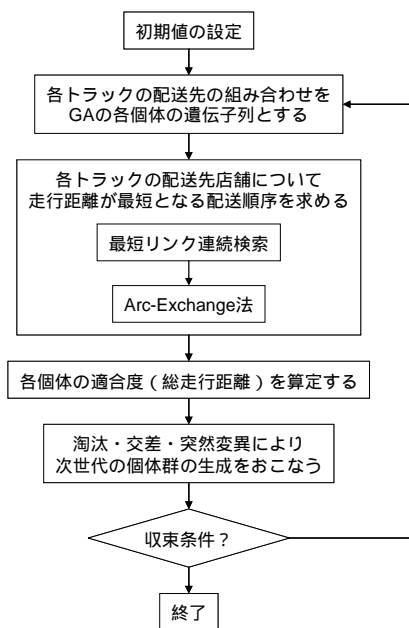 初期値の設定
各トラックの配送先の組み合わせを
GAの各個体の遺伝子列とする
各トラックの配送先店舗について
走行距離が最短となる配送順序を求める
最短リンク連続検索
Arc-Exchange法
各個体の適合度(総走行距離)を算定する
淘汰・交差・突然変異により
次世代の個体群の生成をおこなう
収束条件?
終了